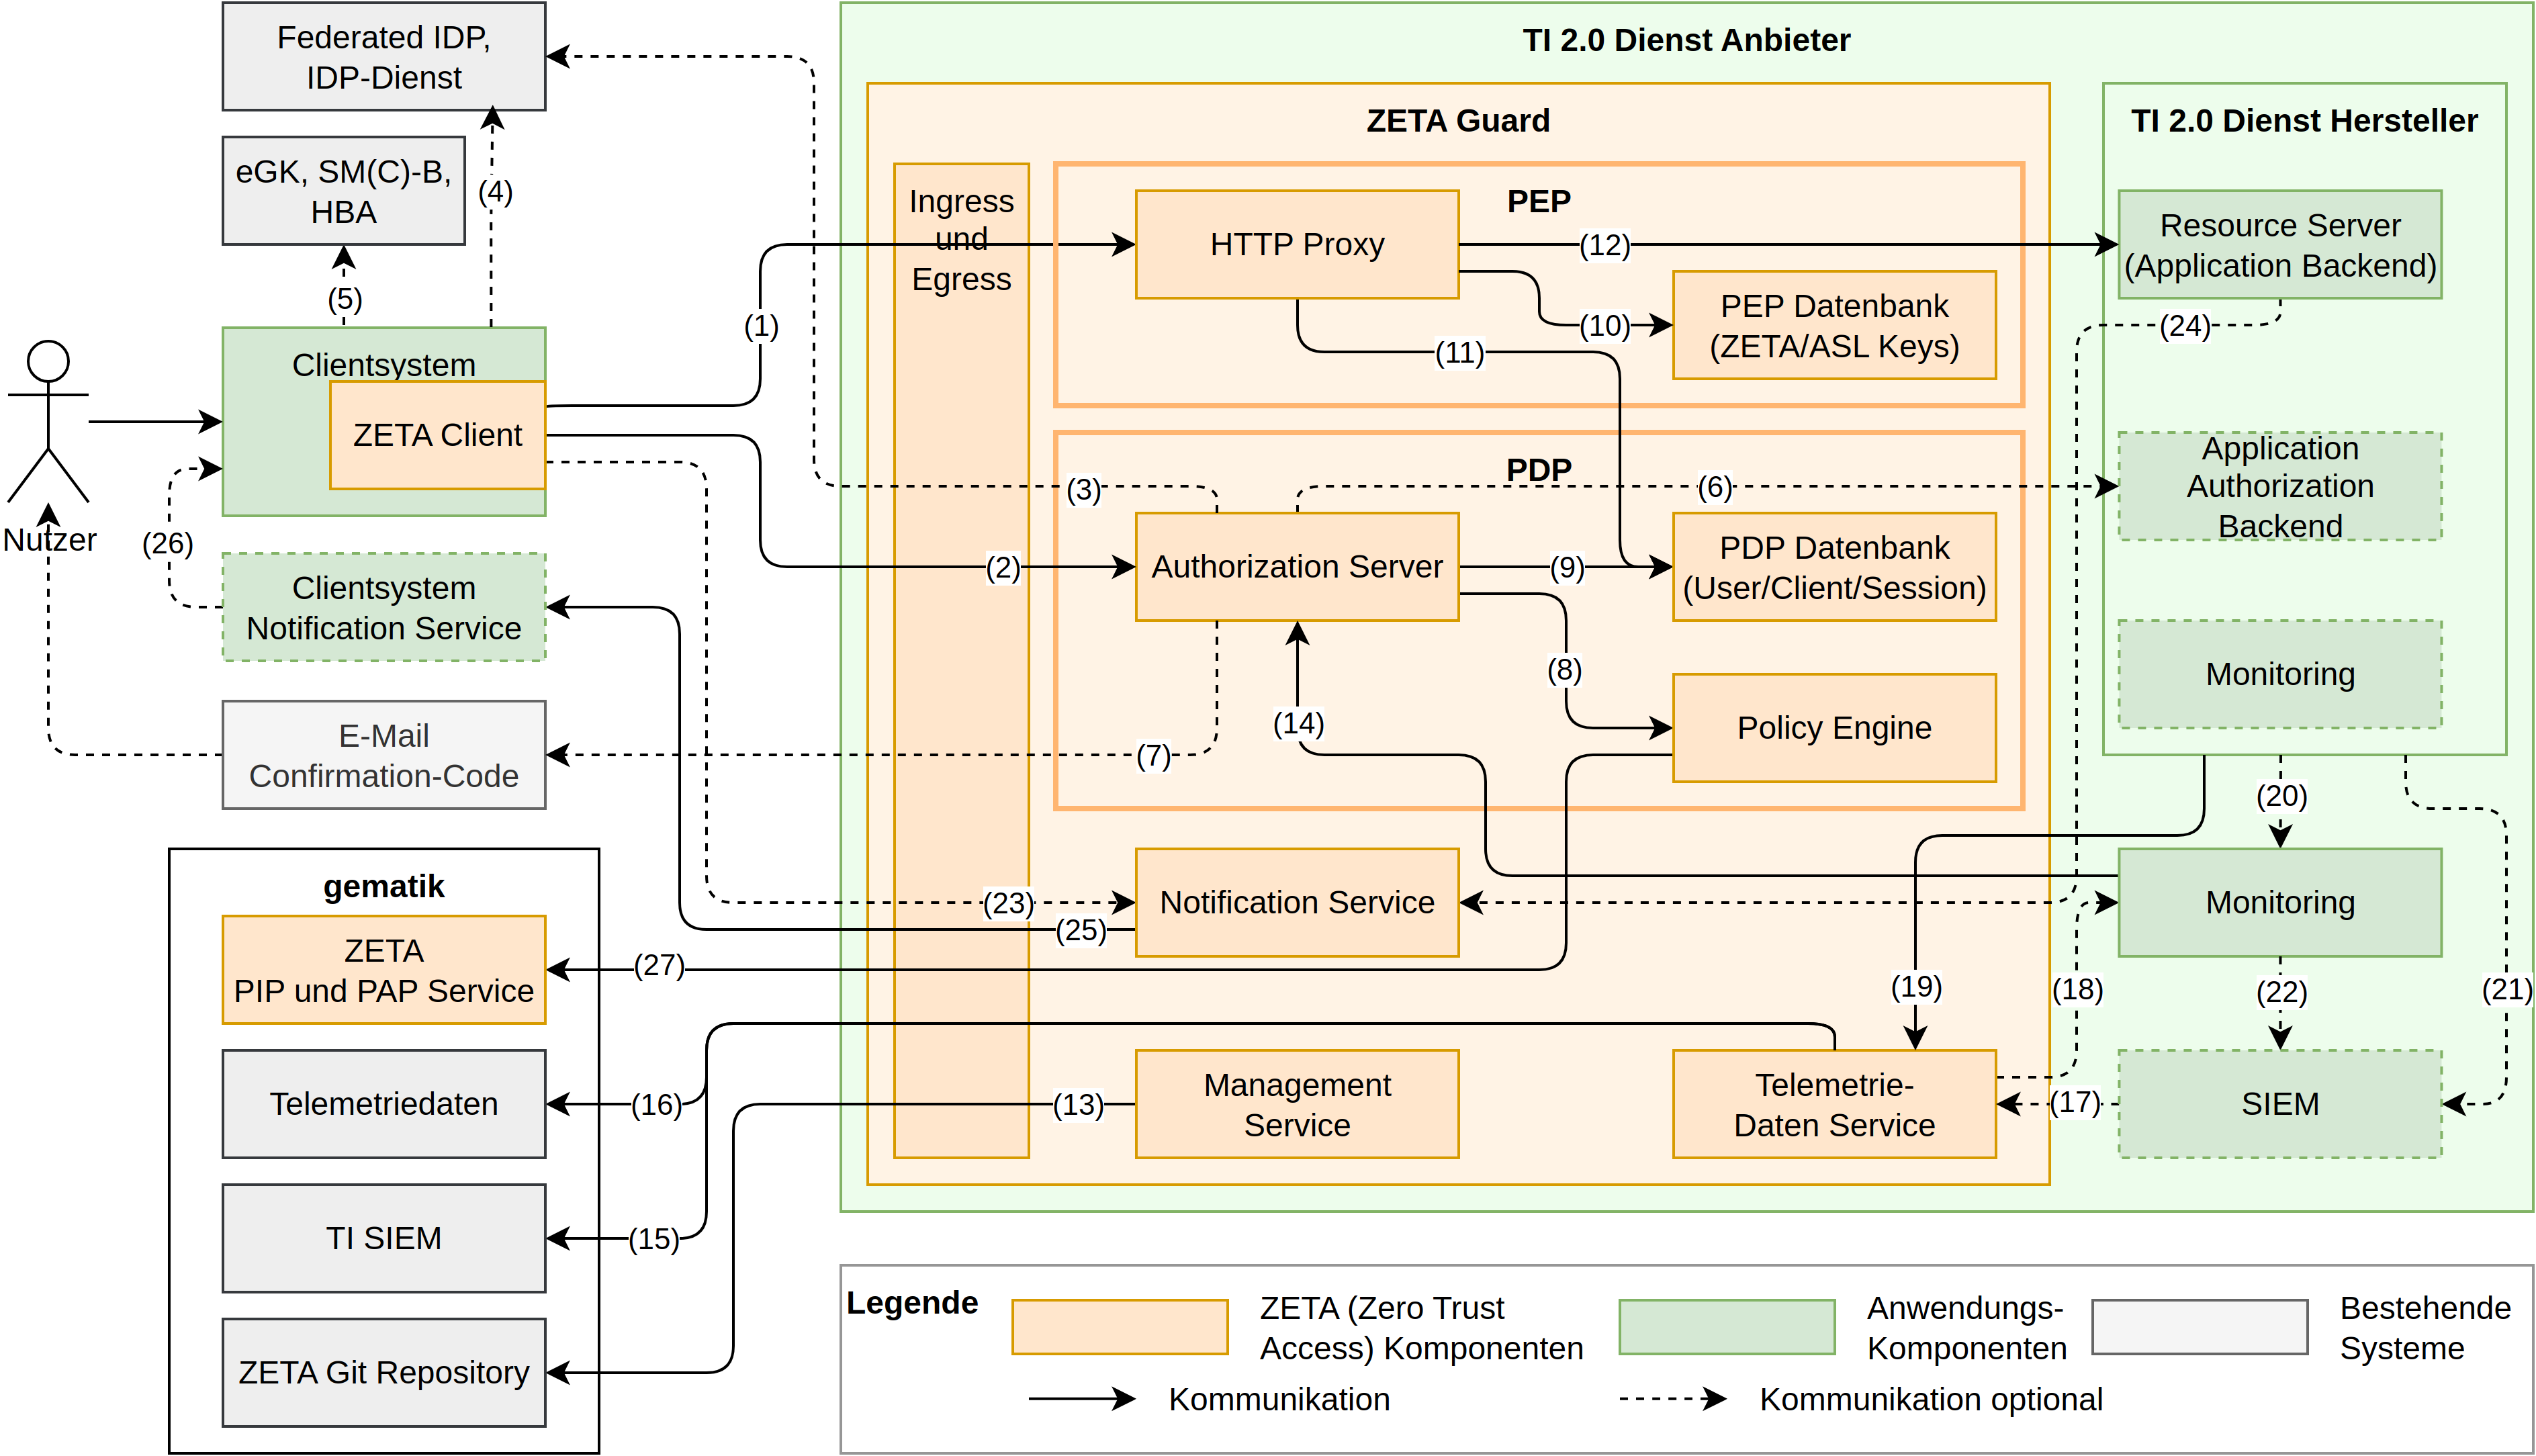 Federated IDP,
IDP-Dienst
eGK, SM(C)-B,
HBA
(4)
(5)
Clientsystem
ZETA Client
Nutzer
(26)
Clientsystem
Notification Service
E-Mail
Confirmation-Code
gematik
ZETA
PIP und PAP Service
Telemetriedaten
TI SIEM
ZETA Git Repository
(1)
(2)
(3)
(7)
(23)
(25)
(27)
(16)
(15)
(13)
TI 2.0 Dienst Anbieter
ZETA Guard
Ingress
und
Egress
PEP
HTTP Proxy
(12)
(10)
(11)
PEP Datenbank
(ZETA/ASL Keys)
PDP
(6)
Authorization Server
(9)
PDP Datenbank
(User/Client/Session)
(8)
(14)
Policy Engine
Notification Service
Management
Service
Telemetrie-
Daten Service
(19)
(18)
(17)
TI 2.0 Dienst Hersteller
Resource Server
(Application Backend)
(24)
Application
Authorization
Backend
Monitoring
(20)
Monitoring
(22)
(21)
SIEM
Legende
ZETA (Zero Trust
Access) Komponenten
Anwendungs-
Komponenten
Bestehende
Systeme
Kommunikation
Kommunikation optional